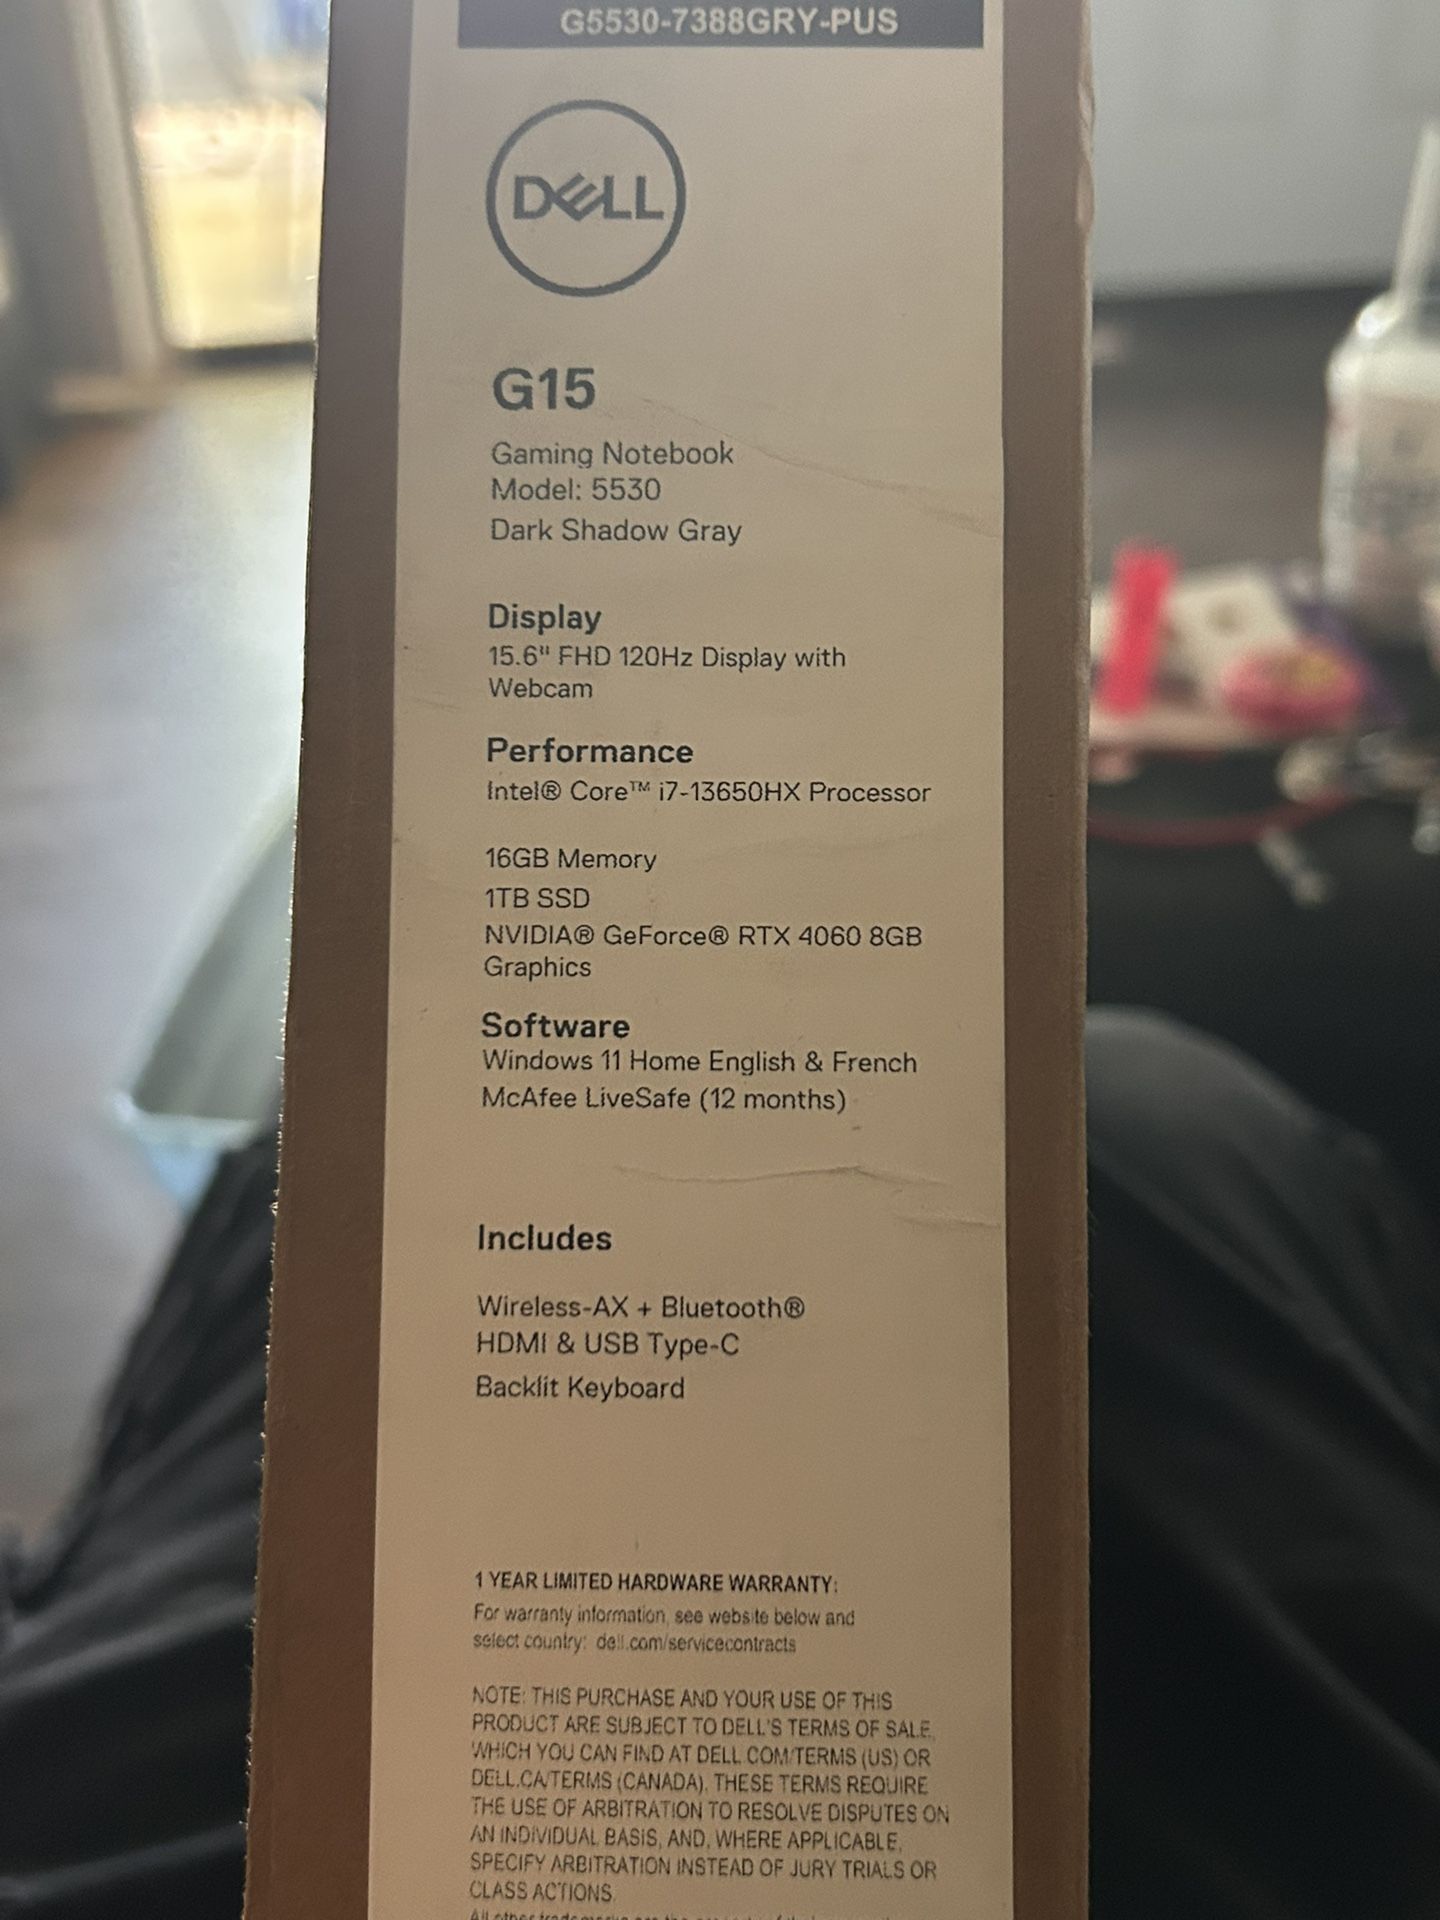 G5530-7388GRY-PUS
DELL
G15
Gaming Notebook
Model: 5530
Dark Shadow Gray
Display
15.6" FHD 120Hz Display with
Webcam
Performance
Intel® Core™ i7-13650HX Processor
16GB Memory
1TB SSD
NVIDIA® GeForce® RTX 4060 8GB
Graphics
Software
Windows 11 Home English & French
McAfee LiveSafe (12 months)
Includes
Wireless-AX + Bluetooth®
HDMI & USB Type-C
Backlit Keyboard
1 YEAR LIMITED HARDWARE WARRANTY:
For warranty information, see website below and
select country: dell.com/servicecontracts
NOTE: THIS PURCHASE AND YOUR USE OF THIS
PRODUCT ARE SUBJECT TO DELL'S TERMS OF SALE,
WHICH YOU CAN FIND AT DELL.COM/TERMS (US) OR
DELL.CA/TERMS (CANADA). THESE TERMS REQUIRE
THE USE OF ARBITRATION TO RESOLVE DISPUTES ON
AN INDIVIDUAL BASIS, AND, WHERE APPLICABLE,
SPECIFY ARBITRATION INSTEAD OF JURY TRIALS OR
CLASS ACTIONS.
All other trademarks are the